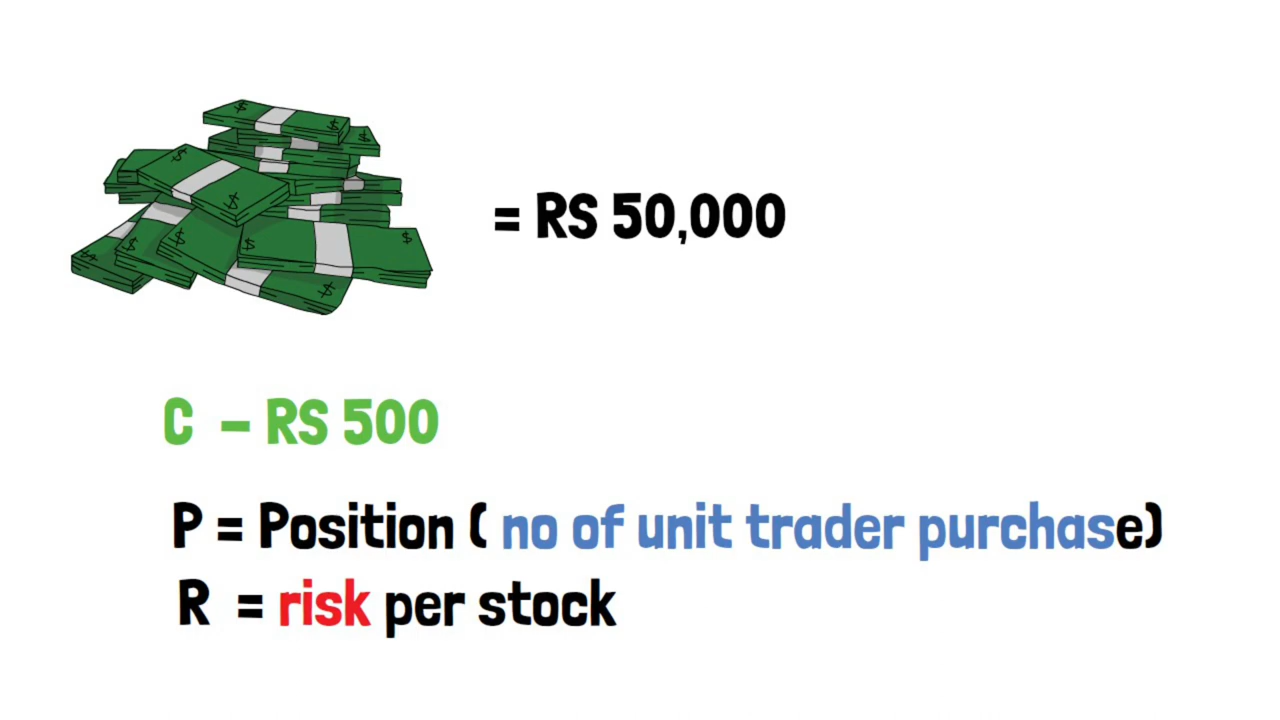 = RS 50,000
C – RS 500
P = Position ( no of unit trader purchase)
R = risk per stock